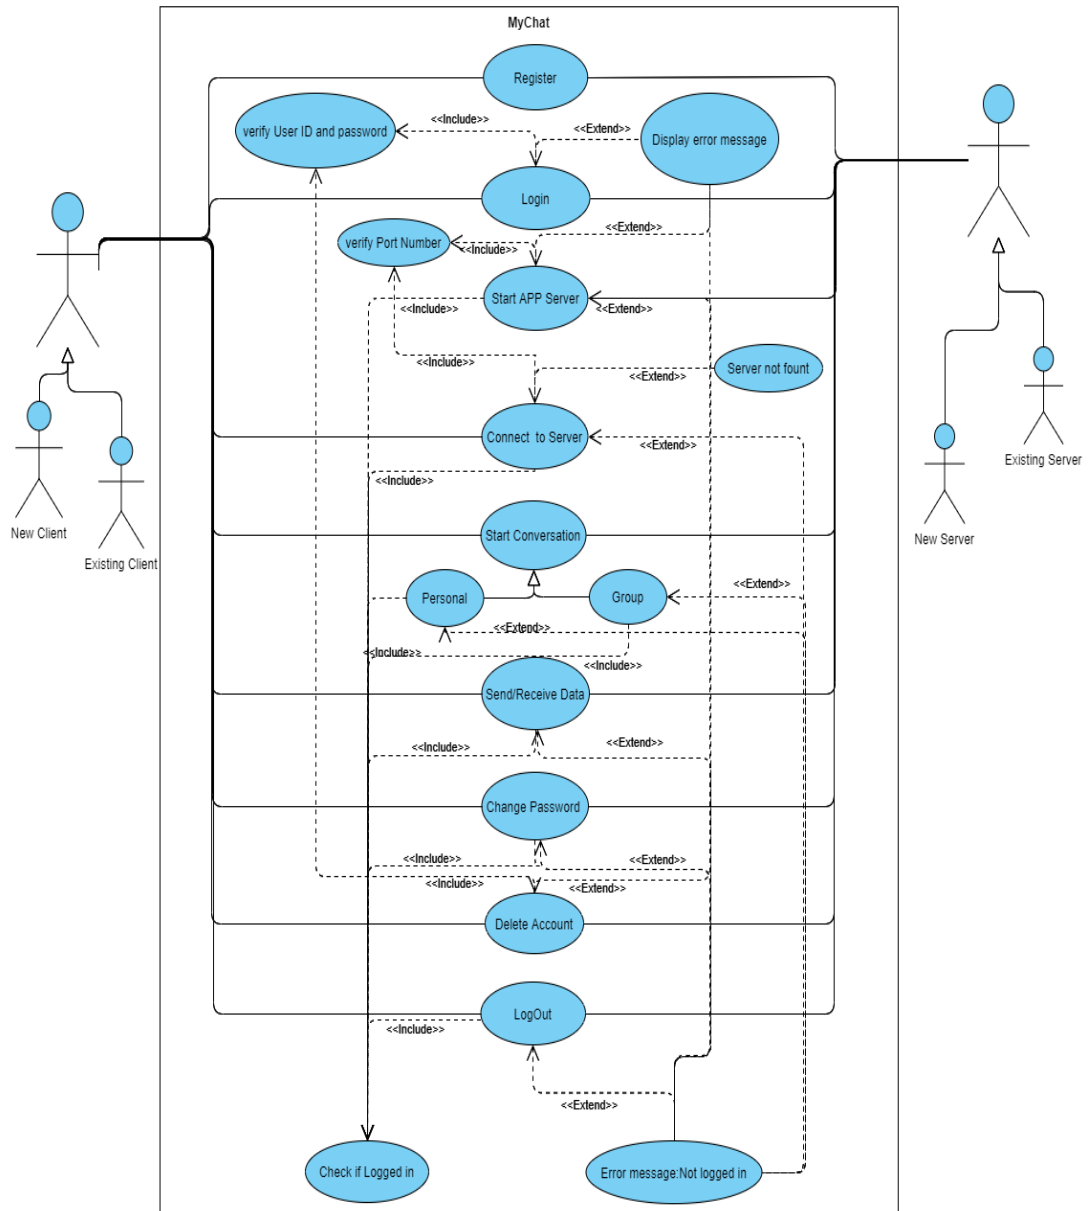 MyChat
Register
verify User ID and password
<<Include>>
<<Extend>>
Display error message
Login
<<Extend>>
verify Port Number
<<Include>>
Start APP Server
<<Include>>
<<Extend>>
<<Include>>
Server not fount
<<Extend>>
Connect to Server
<<Extend>>
<<Include>>
Existing Server
New Client
Start Conversation
New Server
Existing Client
<<Extend>>
Personal
Group
<<Extend>>
<<Include>>
<<Include>>
Send/Receive Data
<<Include>>
<<Extend>>
Change Password
<<Include>>
<<Extend>>
<<Include>>
<<Extend>>
Delete Account
LogOut
<<Include>>
<<Extend>>
Check if Logged in
Error message:Not logged in